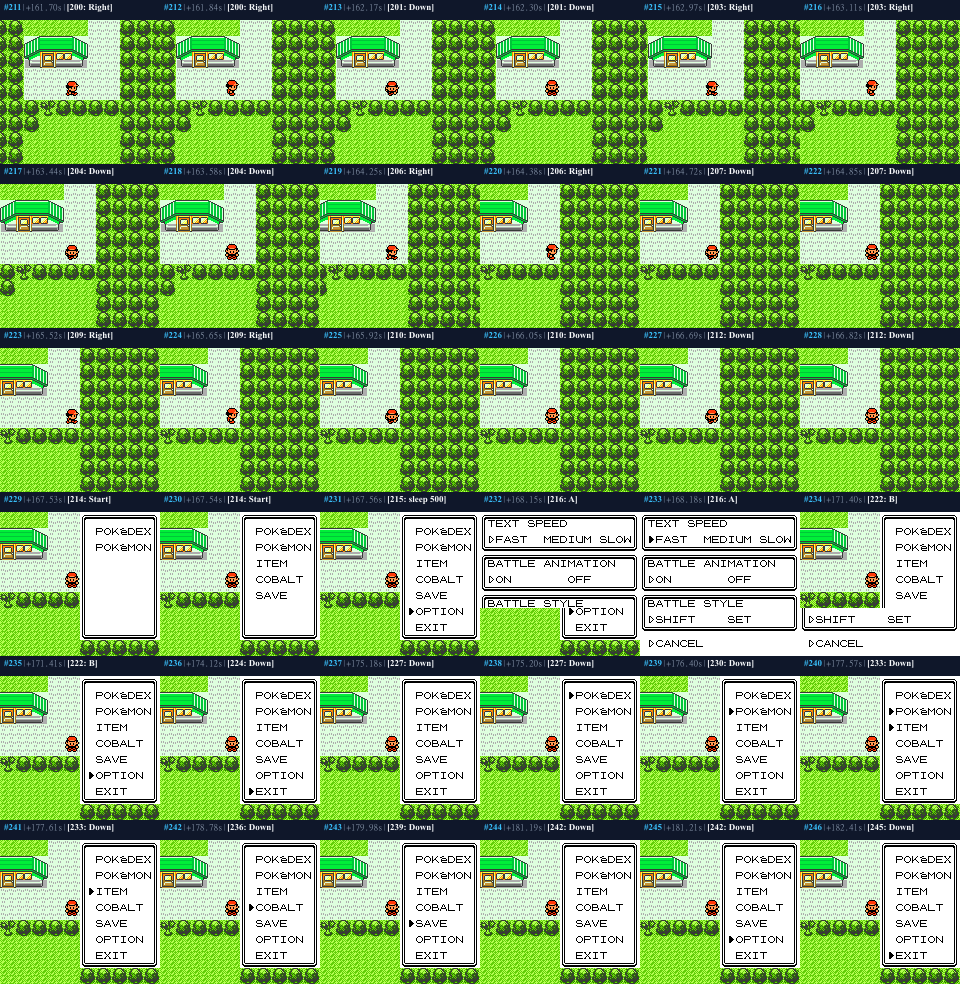 #211|+161.70s|[200: Right] #212|+161.84s|[200: Right] #213|+162.17s|[201: Down] #214|+162.30s|[201: Down] #215|+162.97s|[203: Right] #216|+163.11s|[203: Right]
#217|+163.44s|[204: Down] #218|+163.58s|[204: Down] #219|+164.25s|[206: Right] #220|+164.38s|[206: Right] #221|+164.72s|[207: Down] #222|+164.85s|[207: Down]
#223|+165.52s|[209: Right] #224|+165.65s|[209: Right] #225|+165.92s|[210: Down] #226|+166.05s|[210: Down] #227|+166.69s|[212: Down] #228|+166.82s|[212: Down]
#229|+167.53s|[214: Start] #230|+167.54s|[214: Start] #231|+167.56s|[215: sleep 500] #232|+168.15s|[216: A] #233|+168.18s|[216: A] #234|+171.40s|[222: B]
POKéDEX
POKéMON
POKéDEX
POKéMON
ITEM
COBALT
SAVE
POKéDEX
POKéMON
ITEM
COBALT
SAVE
▶OPTION
EXIT
TEXT SPEED
▷FAST MEDIUM SLOW
BATTLE ANIMATION
▷ON OFF
BATTLE STYLE
▶OPTION
EXIT
TEXT SPEED
▶FAST MEDIUM SLOW
BATTLE ANIMATION
▷ON OFF
BATTLE STYLE
▷SHIFT SET
▷CANCEL
POKéDEX
POKéMON
ITEM
COBALT
SAVE
▷SHIFT SET
▷CANCEL
#235|+171.41s|[222: B] #236|+174.12s|[224: Down] #237|+175.18s|[227: Down] #238|+175.20s|[227: Down] #239|+176.40s|[230: Down] #240|+177.57s|[233: Down]
POKéDEX
POKéMON
ITEM
COBALT
SAVE
▶OPTION
EXIT
POKéDEX
POKéMON
ITEM
COBALT
SAVE
OPTION
▶EXIT
POKéDEX
POKéMON
ITEM
COBALT
SAVE
OPTION
EXIT
▶POKéDEX
POKéMON
ITEM
COBALT
SAVE
OPTION
EXIT
POKéDEX
▶POKéMON
ITEM
COBALT
SAVE
OPTION
EXIT
POKéDEX
▶POKéMON
▶ITEM
COBALT
SAVE
OPTION
EXIT
#241|+177.61s|[233: Down] #242|+178.78s|[236: Down] #243|+179.98s|[239: Down] #244|+181.19s|[242: Down] #245|+181.21s|[242: Down] #246|+182.41s|[245: Down]
POKéDEX
POKéMON
▶ITEM
COBALT
SAVE
OPTION
EXIT
POKéDEX
POKéMON
ITEM
▶COBALT
SAVE
OPTION
EXIT
POKéDEX
POKéMON
ITEM
COBALT
▶SAVE
OPTION
EXIT
POKéDEX
POKéMON
ITEM
COBALT
SAVE
OPTION
EXIT
POKéDEX
POKéMON
ITEM
COBALT
SAVE
▶OPTION
EXIT
POKéDEX
POKéMON
ITEM
COBALT
SAVE
OPTION
▶EXIT